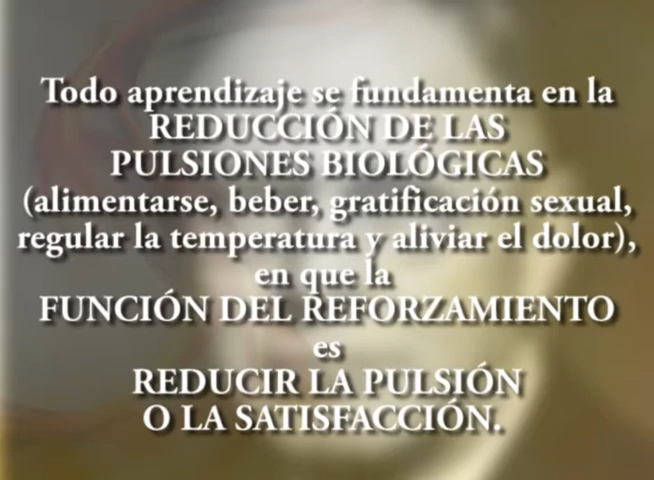 Todo aprendizaje se fundamenta en la
REDUCCIÓN DE LAS
PULSIONES BIOLÓGICAS
(alimentarse, beber, gratificación sexual,
regular la temperatura y aliviar el dolor),
en que la
FUNCIÓN DEL REFORZAMIENTO
es
REDUCIR LA PULSIÓN
O LA SATISFACCIÓN.